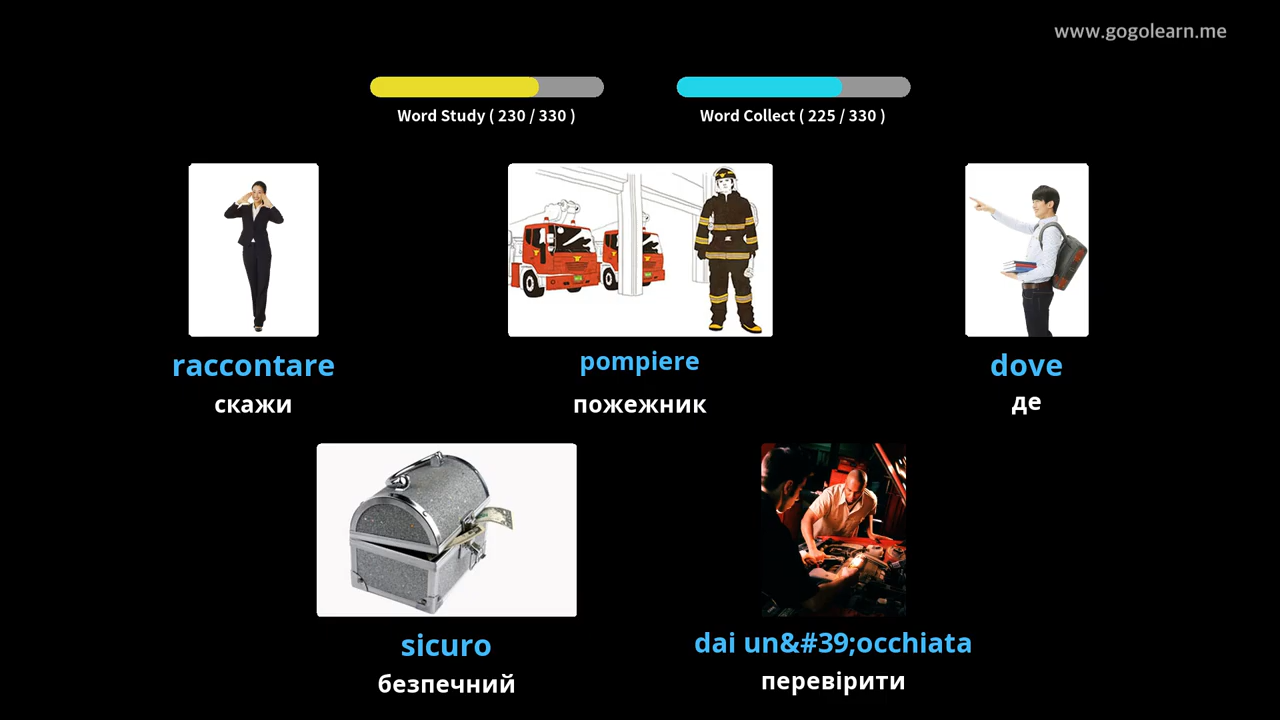 www.gogolearn.me
Word Study ( 230 / 330 )
Word Collect ( 225 / 330 )
raccontare
скажи
pompiere
пожежник
dove
де
sicuro
безпечний
dai un&#39;occhiata
перевірити